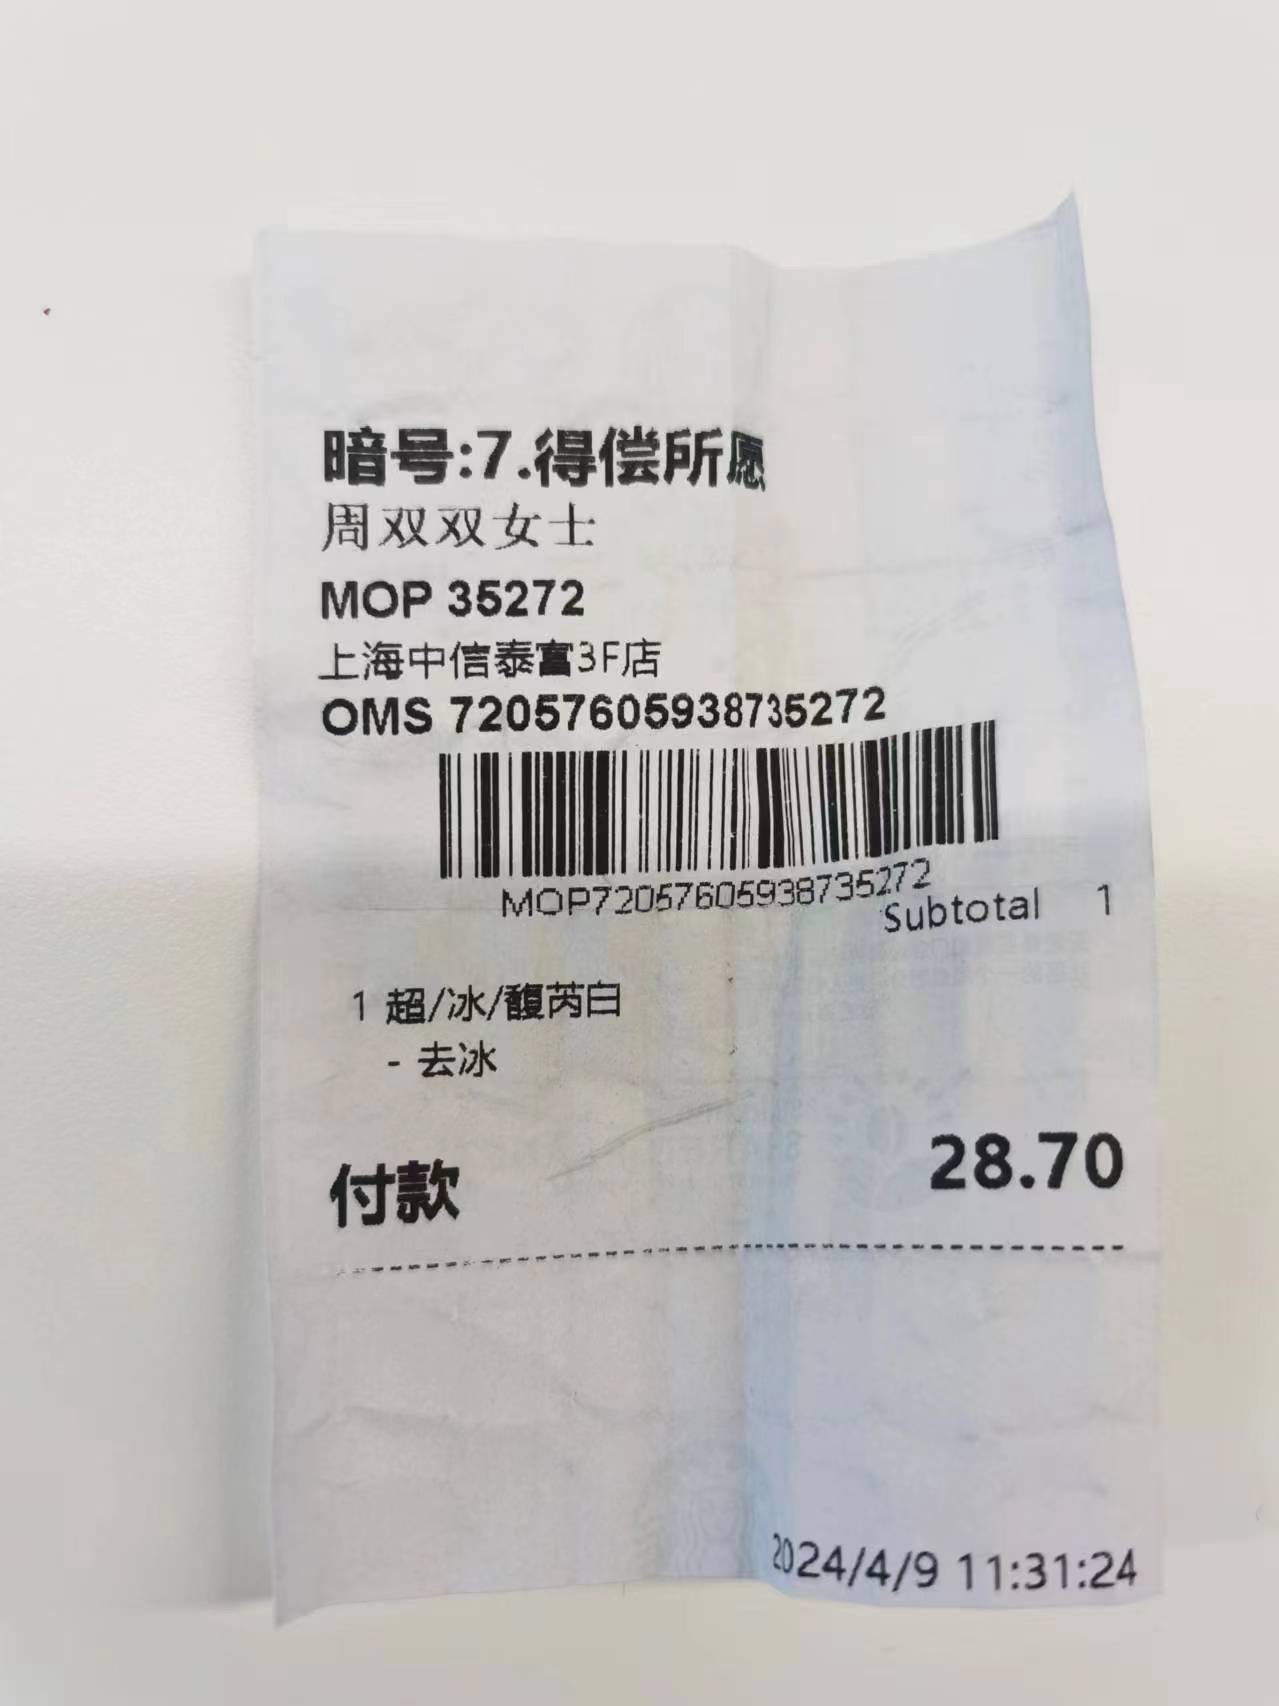 暗号:7.得偿所愿
周双双女士
MOP 35272
上海中信泰富3F店
OMS 72057605938735272
MOP72057605938735272
Subtotal 1
1 超/冰/馥芮白
- 去冰
付款 28.70
2024/4/9 11:31:24